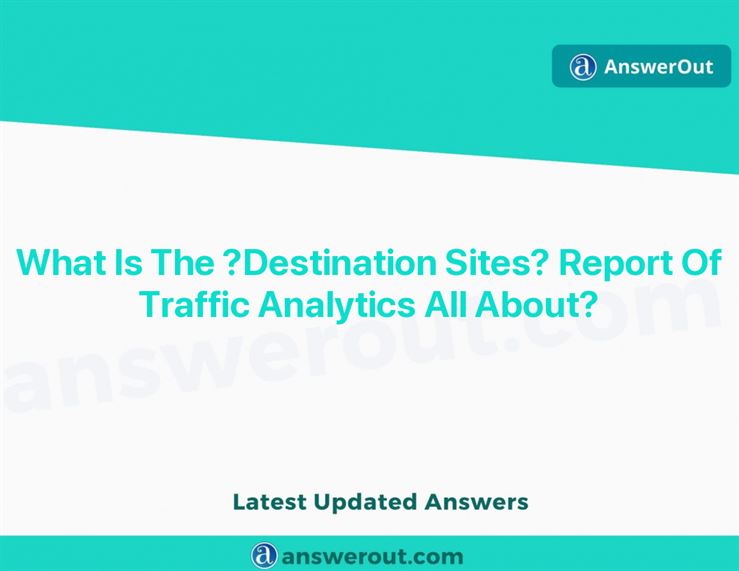 AnswerOut
What Is The ?Destination Sites? Report Of
Traffic Analytics All About?
answerout.com
Latest Updated Answers
answerout.com